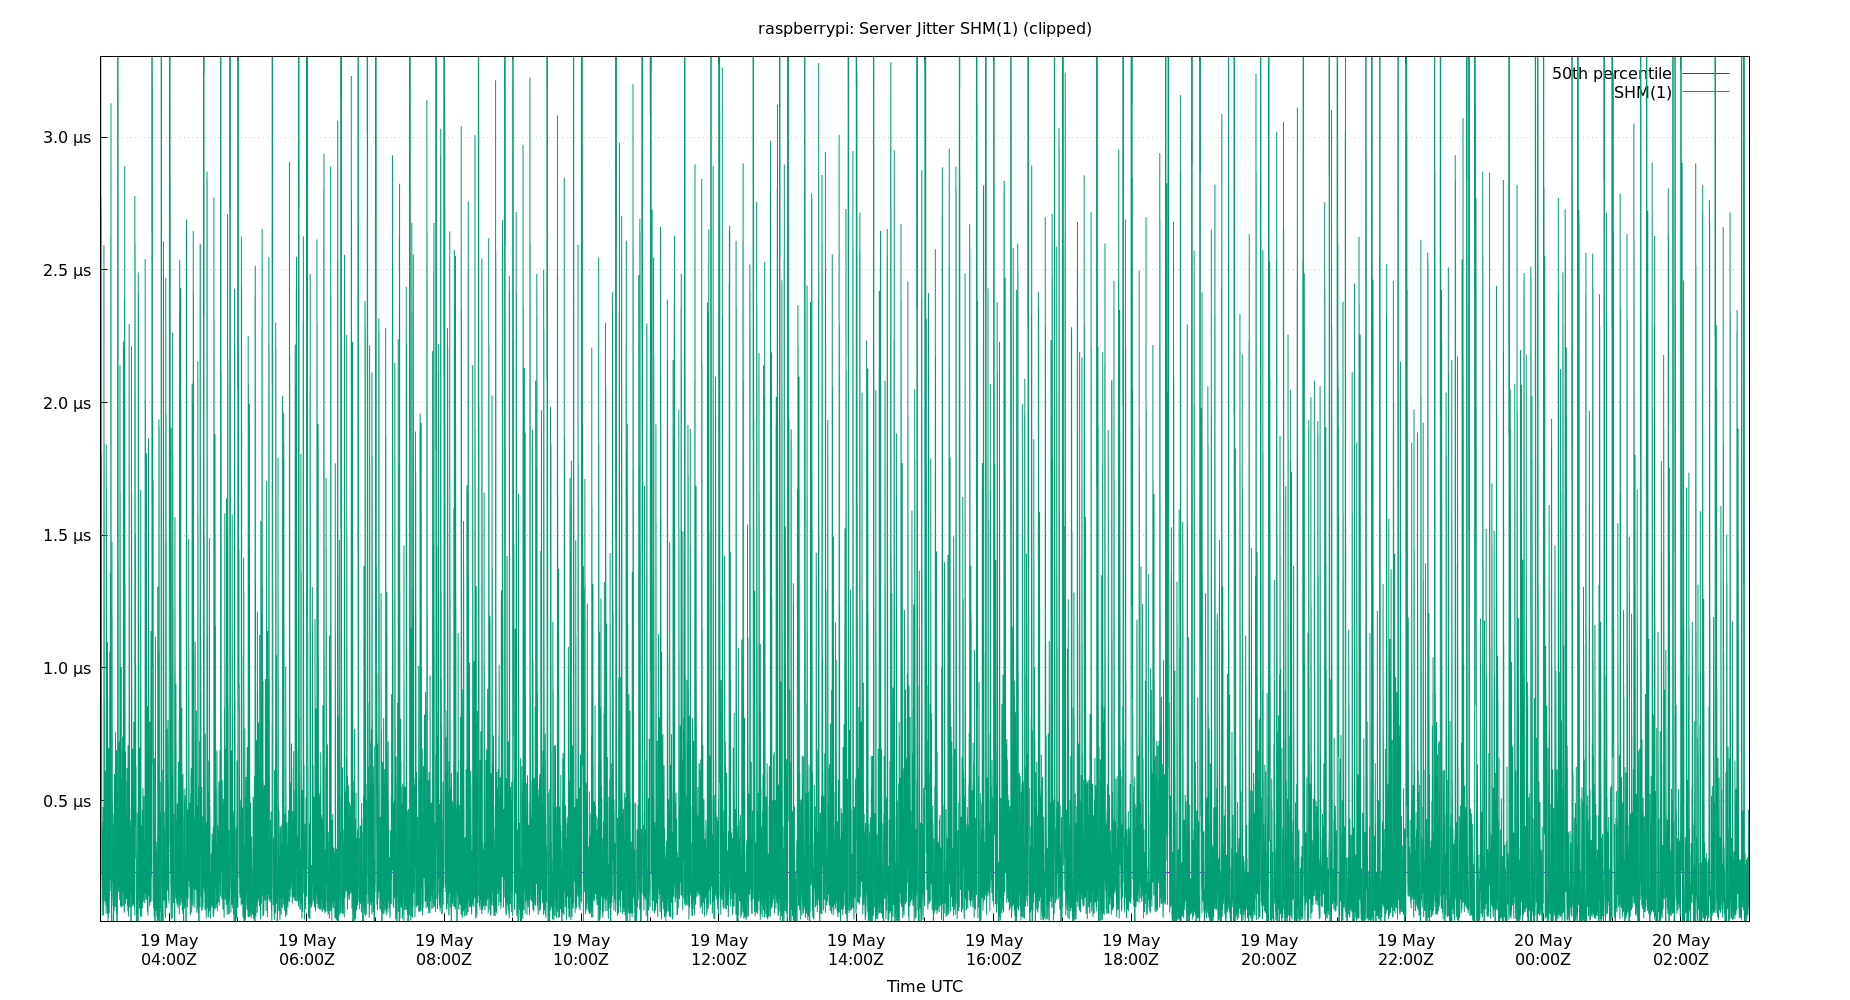 raspberrypi: Server Jitter SHM(1) (clipped)
50th percentile
SHM(1)
3.0 µs
2.5 µs
2.0 µs
1.5 µs
1.0 µs
0.5 µs
19 May 19 May 19 May 19 May 19 May 19 May 19 May 19 May 19 May 19 May 20 May 20 May
04:00Z 06:00Z 08:00Z 10:00Z 12:00Z 14:00Z 16:00Z 18:00Z 20:00Z 22:00Z 00:00Z 02:00Z
Time UTC